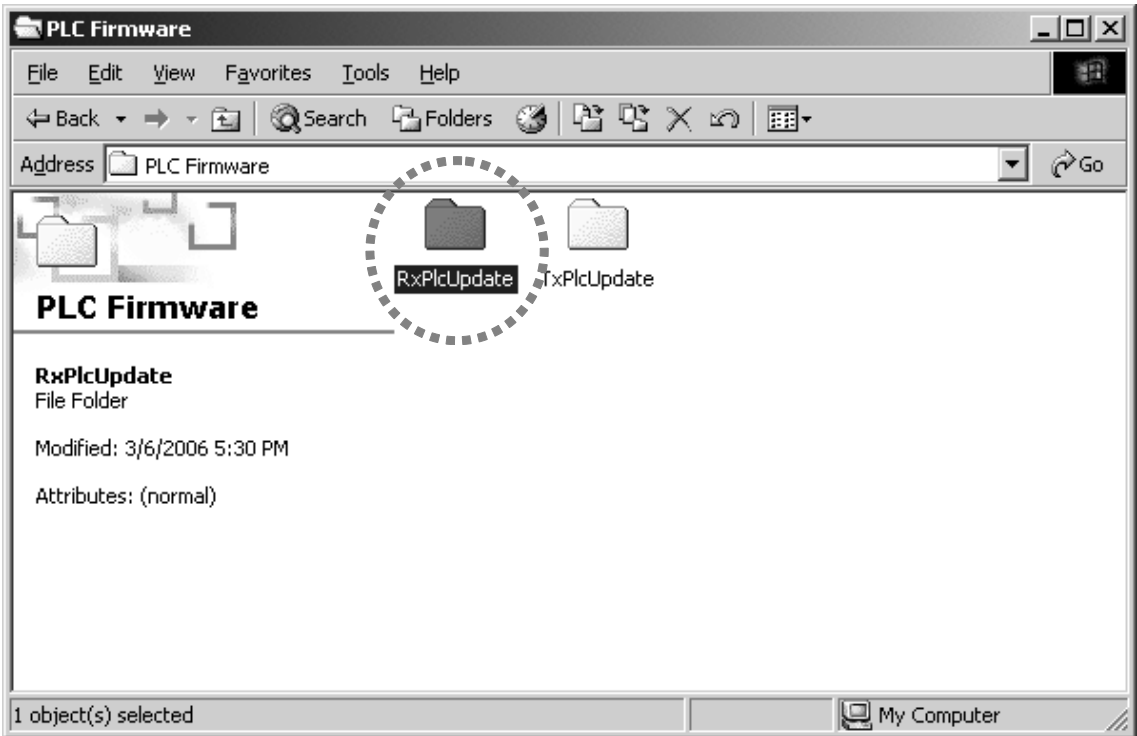 PLC Firmware
File Edit View Favorites Tools Help
Back Search Folders
Address PLC Firmware Go
RxPlcUpdate TxPlcUpdate
PLC Firmware
RxPlcUpdate
File Folder
Modified: 3/6/2006 5:30 PM
Attributes: (normal)
1 object(s) selected My Computer